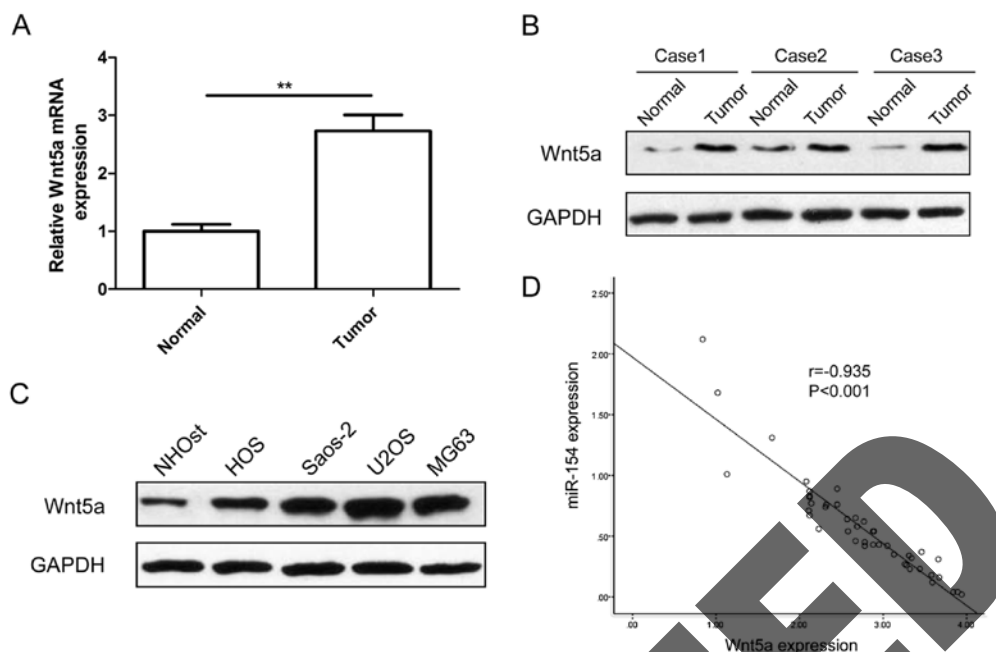 A
Relative Wnt5a mRNA
expression
4
3
2
1
0
**
Normal
Tumor
B
Case1 Case2 Case3
Normal Tumor Normal Tumor Normal Tumor
Wnt5a
GAPDH
C
NHOst HOS Saos-2 U2OS MG63
Wnt5a
GAPDH
D
miR-154 expression
2.50
2.00
1.50
1.00
.50
.00
r=-0.935
P<0.001
.00 1.00 2.00 3.00 4.00
Wnt5a expression